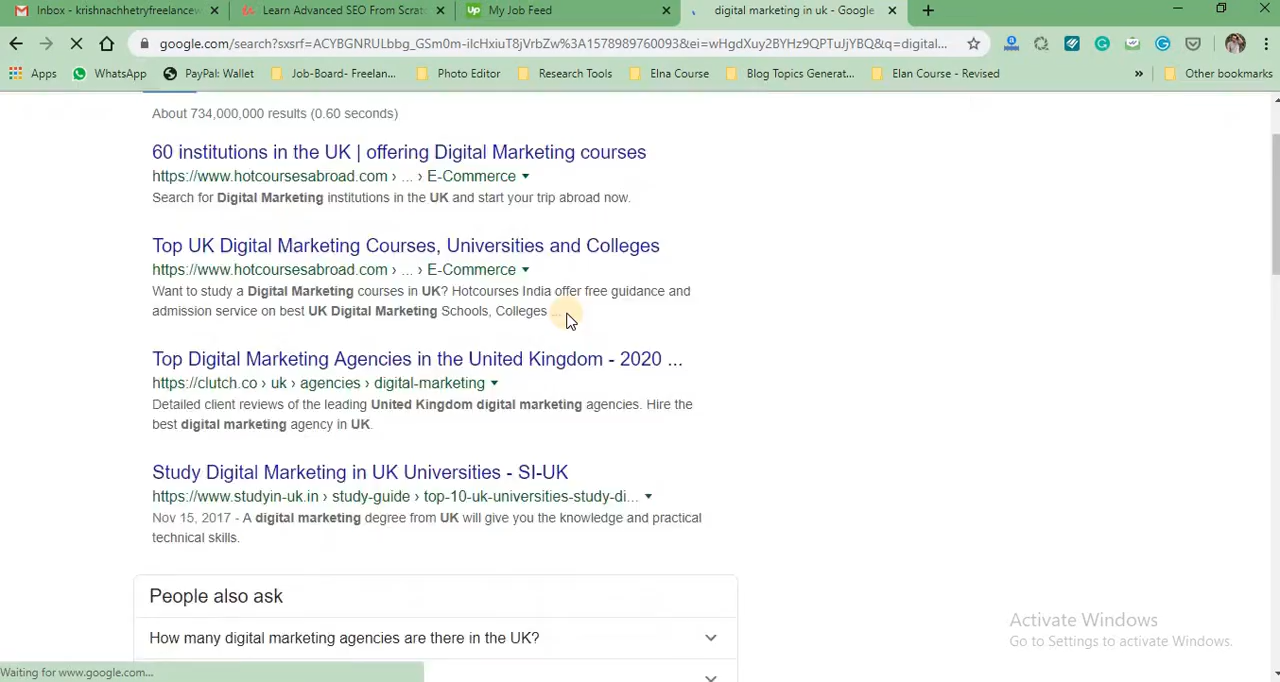 Inbox - krishnachhetryfreelance
Learn Advanced SEO From Scrat
Up My Job Feed
digital marketing in uk - Google
google.com/search?sxsrf=ACYBGNRULbbg_Gm0m-ilcHxiuT8jVrLZw%3A1578989760093&ei=wHgdXuy2BYHz9QPTuJjYBQ&q=digital...
Apps WhatsApp PayPal: Wallet Job-Board- Freelan... Photo Editor Research Tools Elna Course Blog Topics Generat... Elan Course - Revised » Other bookmarks
About 734,000,000 results (0.60 seconds)
60 institutions in the UK | offering Digital Marketing courses
https://www.hotcoursesabroad.com › ... › E-Commerce
Search for Digital Marketing institutions in the UK and start your trip abroad now.
Top UK Digital Marketing Courses, Universities and Colleges
https://www.hotcoursesabroad.com › ... › E-Commerce
Want to study a Digital Marketing courses in UK? Hotcourses India offer free guidance and
admission service on best UK Digital Marketing Schools, Colleges ...
Top Digital Marketing Agencies in the United Kingdom - 2020 ...
https://clutch.co › uk › agencies › digital-marketing
Detailed client reviews of the leading United Kingdom digital marketing agencies. Hire the
best digital marketing agency in UK.
Study Digital Marketing in UK Universities - SI-UK
https://www.studyin-uk.in › study-guide › top-10-uk-universities-study-di...
Nov 15, 2017 - A digital marketing degree from UK will give you the knowledge and practical
technical skills.
People also ask
How many digital marketing agencies are there in the UK?
Activate Windows
Go to Settings to activate Windows.
Waiting for www.google.com...